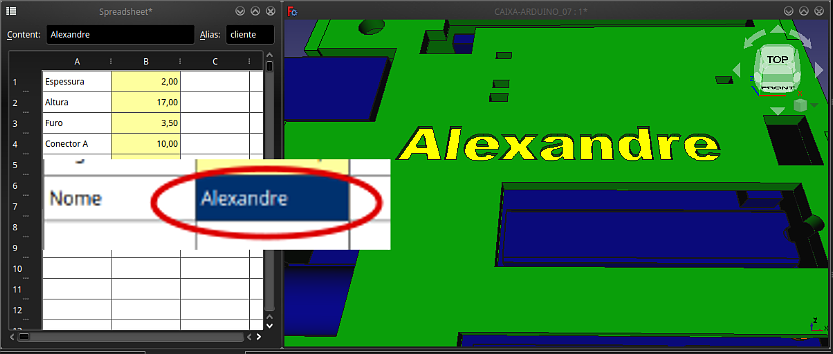 Spreadsheet*
Content: Alexandre Alias: cliente
A B C
1 Espessura 2,00
2 Altura 17,00
3 Furo 3,50
4 Conector A 10,00
5
6
7
8
9
10
11
12
Nome Alexandre
CAIXA-ARDUINO_07 : 1*
TOP
FRONT
Alexandre
Z